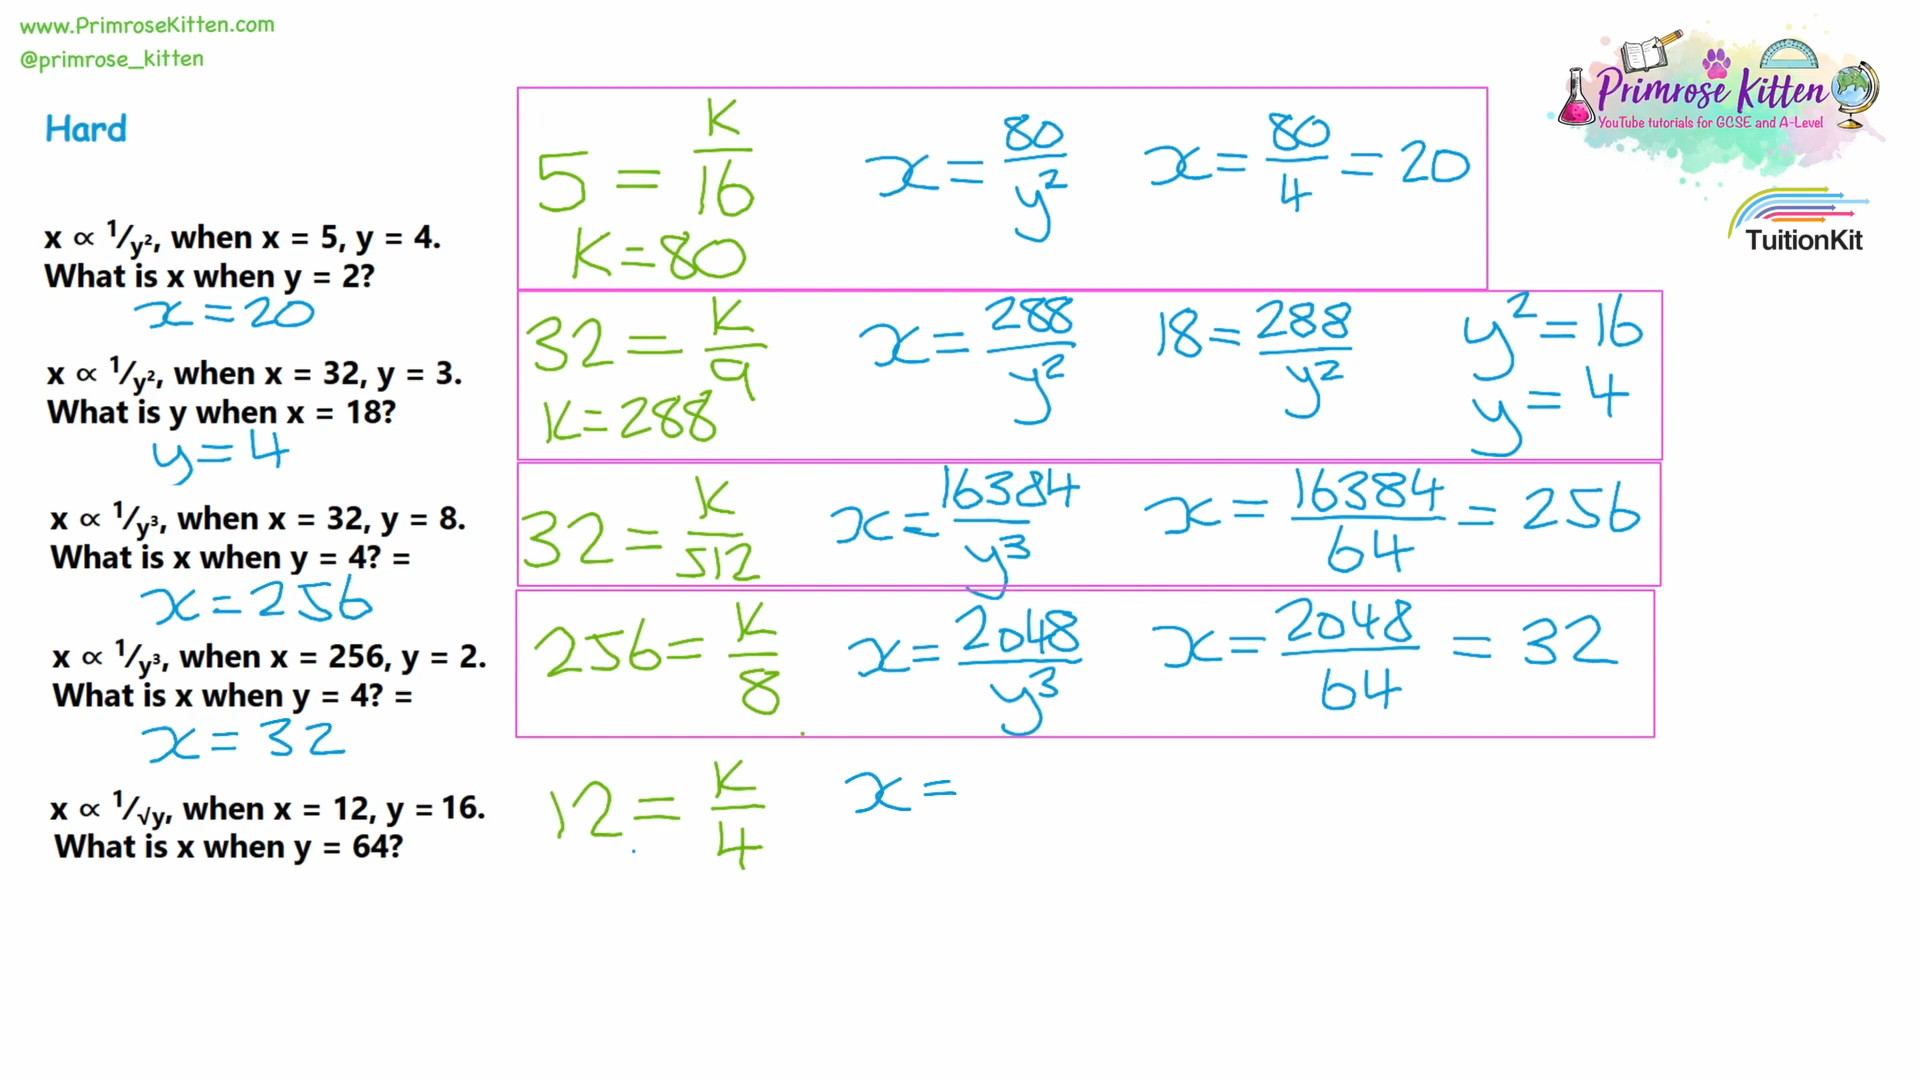 www.PrimroseKitten.com
@primrose_kitten
Primrose Kitten
YouTube tutorials for GCSE and A-Level
TuitionKit
Hard
x ∝ ¹/y², when x = 5, y = 4.
What is x when y = 2?
x = 20
x ∝ ¹/y², when x = 32, y = 3.
What is y when x = 18?
y = 4
x ∝ ¹/y³, when x = 32, y = 8.
What is x when y = 4? =
x = 256
x ∝ ¹/y³, when x = 256, y = 2.
What is x when y = 4? =
x = 32
x ∝ ¹/√y, when x = 12, y = 16.
What is x when y = 64?
5 = K/16 x = 80/y² x = 80/4 = 20
K = 80
32 = K/9 x = 288/y² 18 = 288/y² y² = 16
K = 288 y = 4
32 = K/512 x = 16384/y³ x = 16384/64 = 256
256 = K/8 x = 2048/y³ x = 2048/64 = 32
12 = K/4 x =